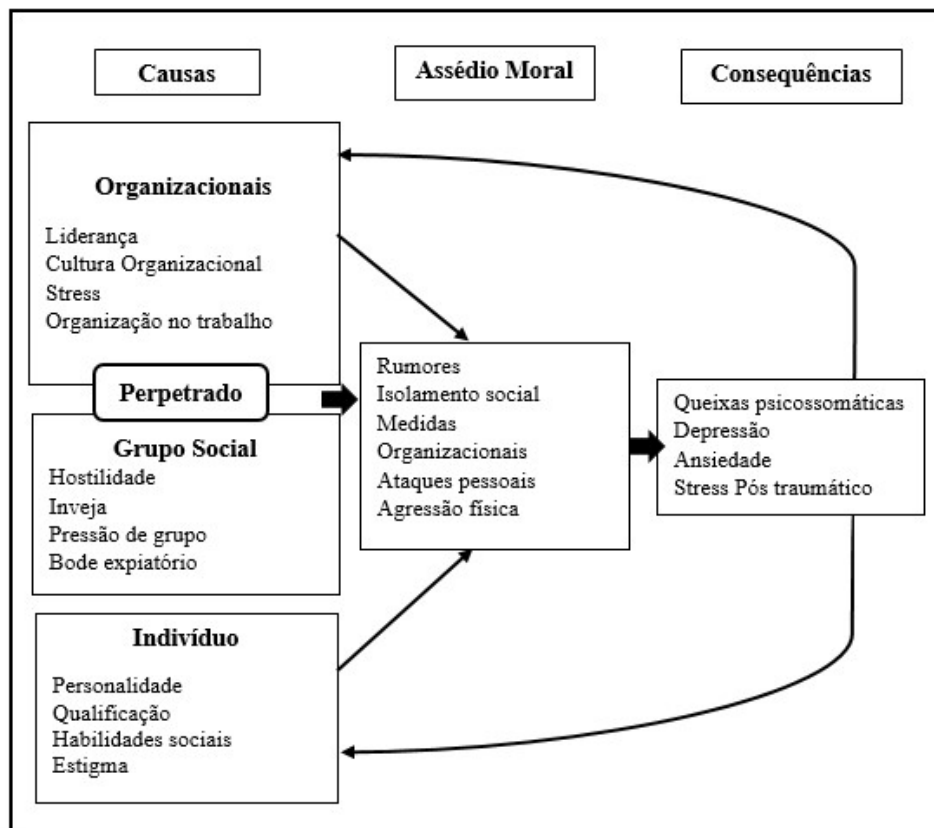 Causas
Assédio Moral
Consequências
Organizacionais
Liderança
Cultura Organizacional
Stress
Organização no trabalho
Perpetrado
Grupo Social
Hostilidade
Inveja
Pressão de grupo
Bode expiatório
Indivíduo
Personalidade
Qualificação
Habilidades sociais
Estigma
Rumores
Isolamento social
Medidas
Organizacionais
Ataques pessoais
Agressão física
Queixas psicossomáticas
Depressão
Ansiedade
Stress Pós traumático